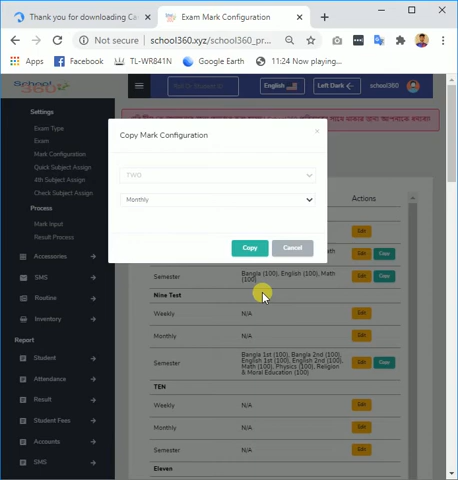 Thank you for downloading Ca
Exam Mark Configuration
Not secure
school360.xyz/school360_pr...
Apps
Facebook
TL-WR841N
Google Earth
11:24 Now playing...
School
360
English
Left Dark
school360
Settings
Exam Type
Exam
Mark Configuration
Quick Subject Assign
4th Subject Assign
Check Subject Assign
Process
Mark Input
Result Process
Accessories
SMS
Routine
Inventory
Report
Student
Attendance
Result
Student Fees
Accounts
SMS
Copy Mark Configuration
×
TWO
Monthly
Copy
Cancel
Actions
Edit
Edit
Copy
Semester
Bangla (100), English (100), Math
(100)
Edit
Copy
Nine Test
Weekly
N/A
Edit
Monthly
N/A
Edit
Semester
Bangla 1st (100), Bangla 2nd (100),
English 1st (100), English 2nd (100),
Math (100), Physics (100), Religion
& Moral Education (100)
Edit
Copy
TEN
Weekly
N/A
Edit
Monthly
N/A
Edit
Semester
N/A
Edit
Eleven